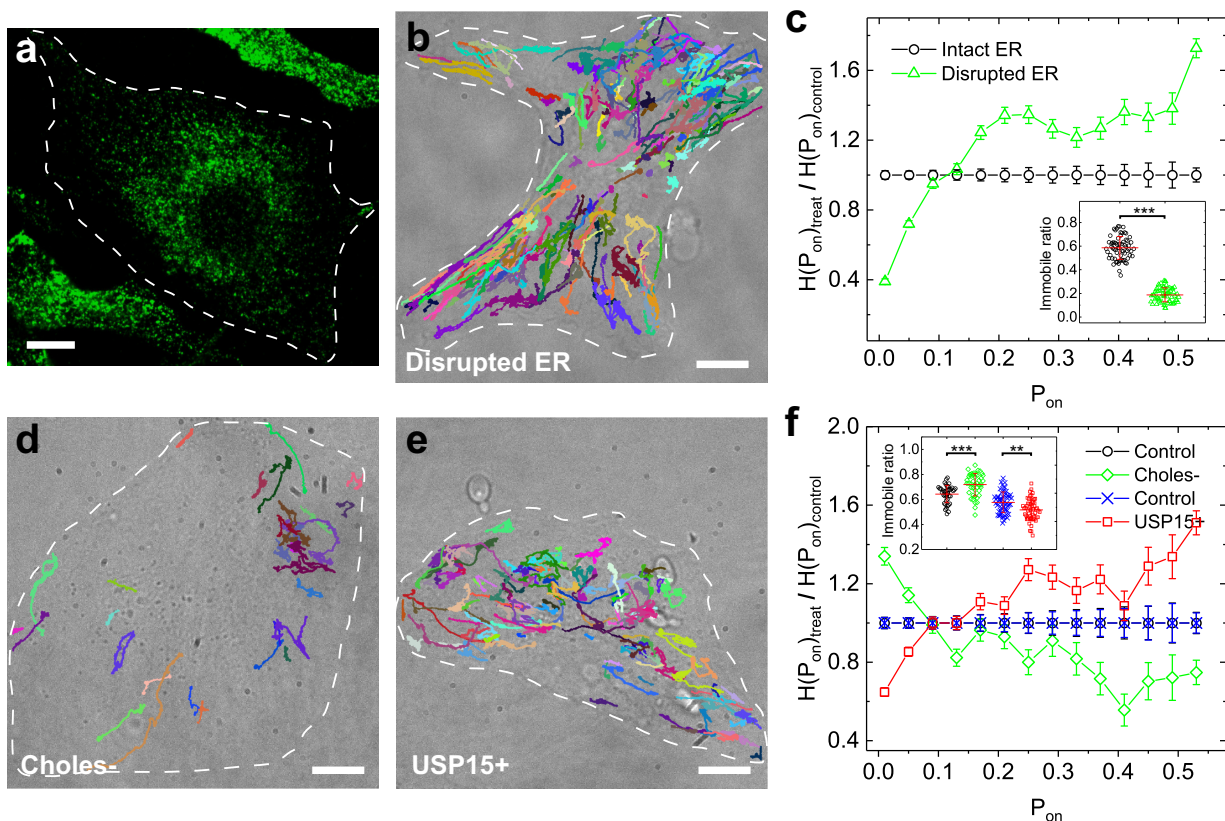 a
b
Disrupted ER
c
Intact ER
Disrupted ER
H(Pon)treat / H(Pon)control
1.6
1.2
0.8
0.4
0.0 0.1 0.2 0.3 0.4 0.5
Pon
Immobile ratio
0.8
0.6
0.4
0.2
0.0
***
d
Choles-
e
USP15+
f
Control
Choles-
Control
USP15+
H(Pon)treat / H(Pon)control
2.0
1.6
1.2
0.8
0.4
0.0 0.1 0.2 0.3 0.4 0.5
Pon
Immobile ratio
1.0
0.8
0.6
0.4
0.2
*** **